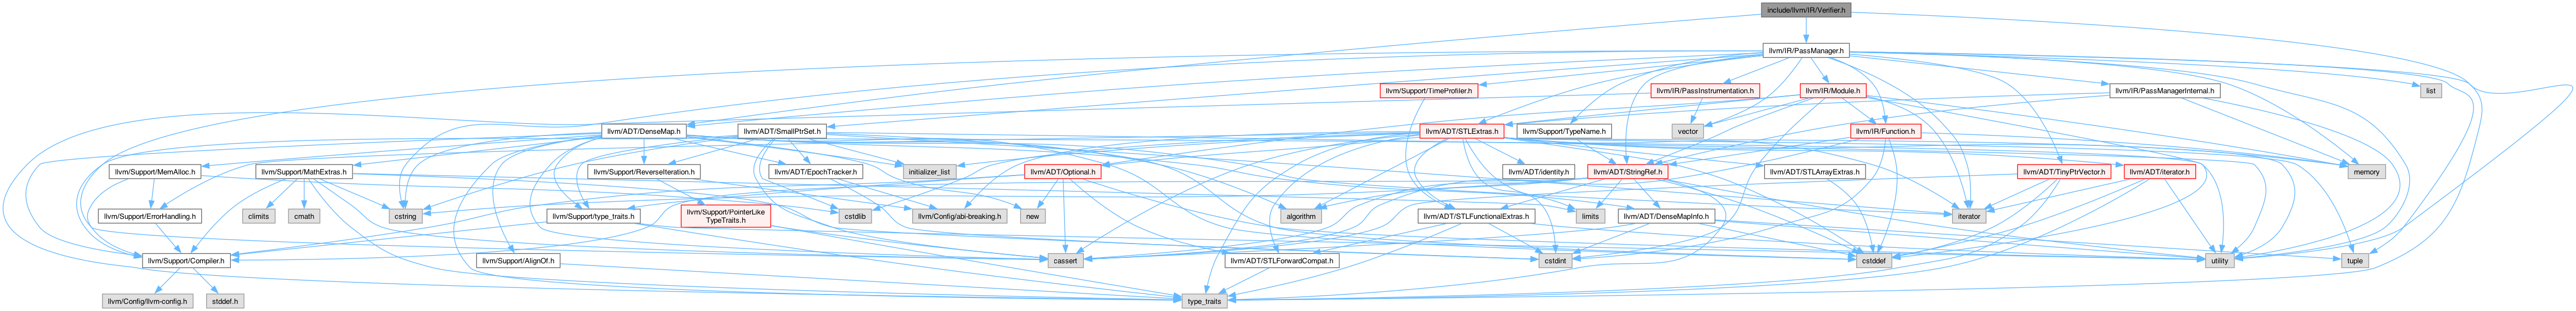 include/llvm/IR/Verifier.h
llvm/IR/PassManager.h
llvm/Support/TimeProfiler.h
llvm/IR/PassInstrumentation.h
llvm/IR/Module.h
llvm/IR/PassManagerInternal.h
list
llvm/ADT/DenseMap.h
llvm/ADT/SmallPtrSet.h
llvm/ADT/STLExtras.h
llvm/Support/TypeName.h
vector
llvm/IR/Function.h
llvm/Support/MemAlloc.h
llvm/Support/MathExtras.h
llvm/Support/ReverseIteration.h
llvm/ADT/EpochTracker.h
initializer_list
llvm/ADT/Optional.h
llvm/ADT/identity.h
llvm/ADT/StringRef.h
llvm/ADT/STLArrayExtras.h
llvm/ADT/TinyPtrVector.h
llvm/ADT/iterator.h
memory
llvm/Support/ErrorHandling.h
climits
cmath
cstring
llvm/Support/type_traits.h
llvm/Support/PointerLike
TypeTraits.h
cstdlib
llvm/Config/abi-breaking.h
new
algorithm
llvm/ADT/STLFunctionalExtras.h
limits
llvm/ADT/DenseMapInfo.h
iterator
llvm/Support/Compiler.h
llvm/Support/AlignOf.h
cassert
llvm/ADT/STLForwardCompat.h
cstdint
cstddef
utility
tuple
llvm/Config/llvm-config.h
stddef.h
type_traits